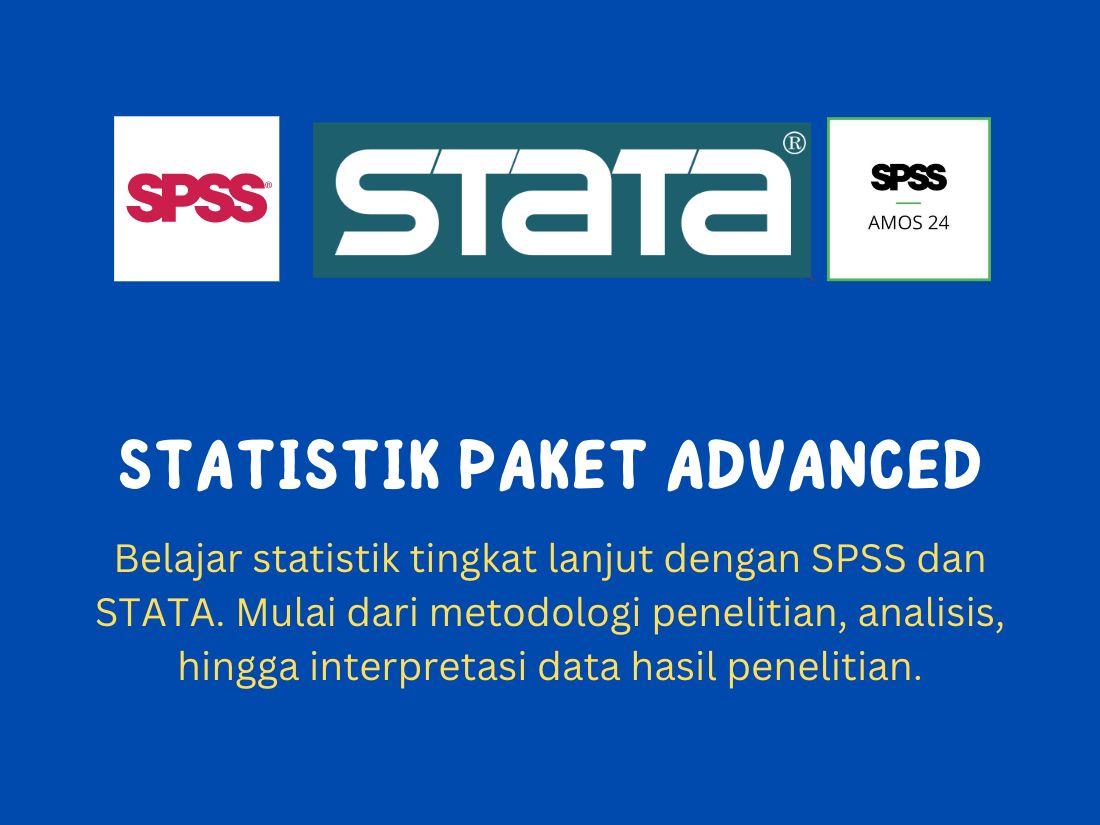 SPSS®
STATA®
SPSS
AMOS 24
STATISTIK PAKET ADVANCED
Belajar statistik tingkat lanjut dengan SPSS dan
STATA. Mulai dari metodologi penelitian, analisis,
hingga interpretasi data hasil penelitian.